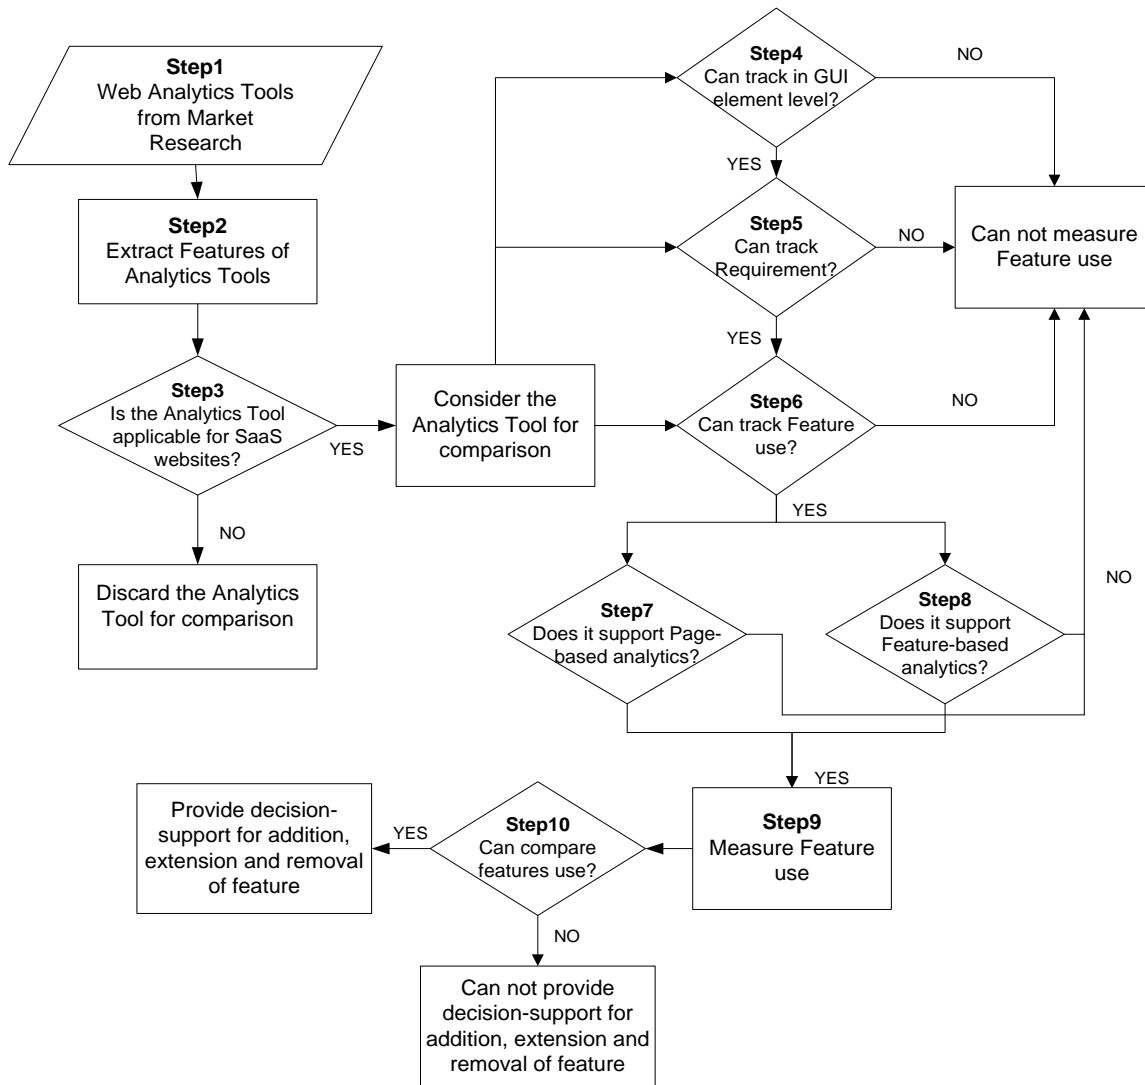 Step1
Web Analytics Tools
from Market
Research
Step2
Extract Features of
Analytics Tools
Step3
Is the Analytics Tool
applicable for SaaS
websites?
YES
NO
Discard the Analytics
Tool for comparison
Consider the
Analytics Tool for
comparison
Step4
Can track in GUI
element level?
NO
YES
Step5
Can track
Requirement?
NO
YES
Can not measure
Feature use
Step6
Can track Feature
use?
NO
YES
Step7
Does it support Page-
based analytics?
Step8
Does it support
Feature-based
analytics?
NO
YES
Step9
Measure Feature
use
Step10
Can compare
features use?
YES
Provide decision-
support for addition,
extension and removal
of feature
NO
Can not provide
decision-support for
addition, extension and
removal of feature